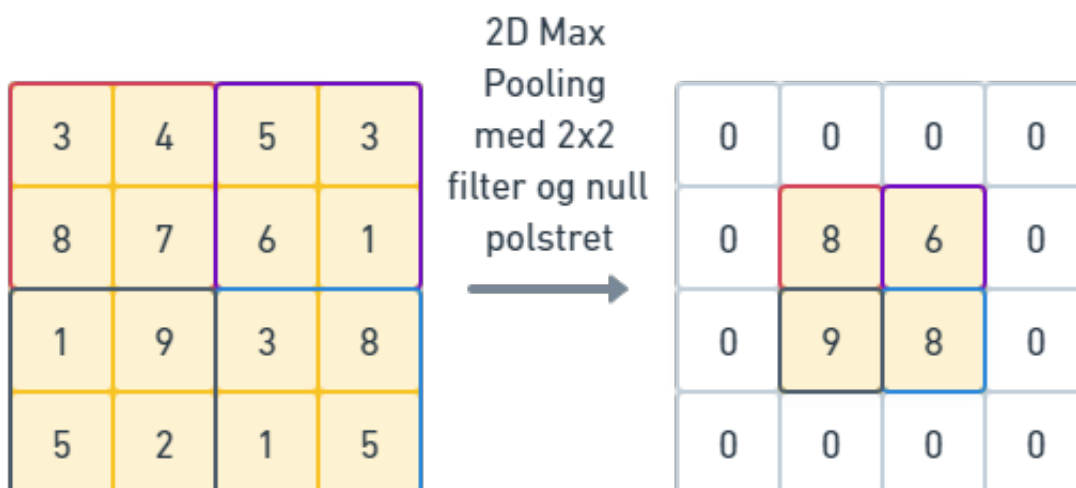 2D Max
Pooling
med 2x2
filter og null
polstret
3 4 5 3
8 7 6 1
1 9 3 8
5 2 1 5
0 0 0 0
0 8 6 0
0 9 8 0
0 0 0 0